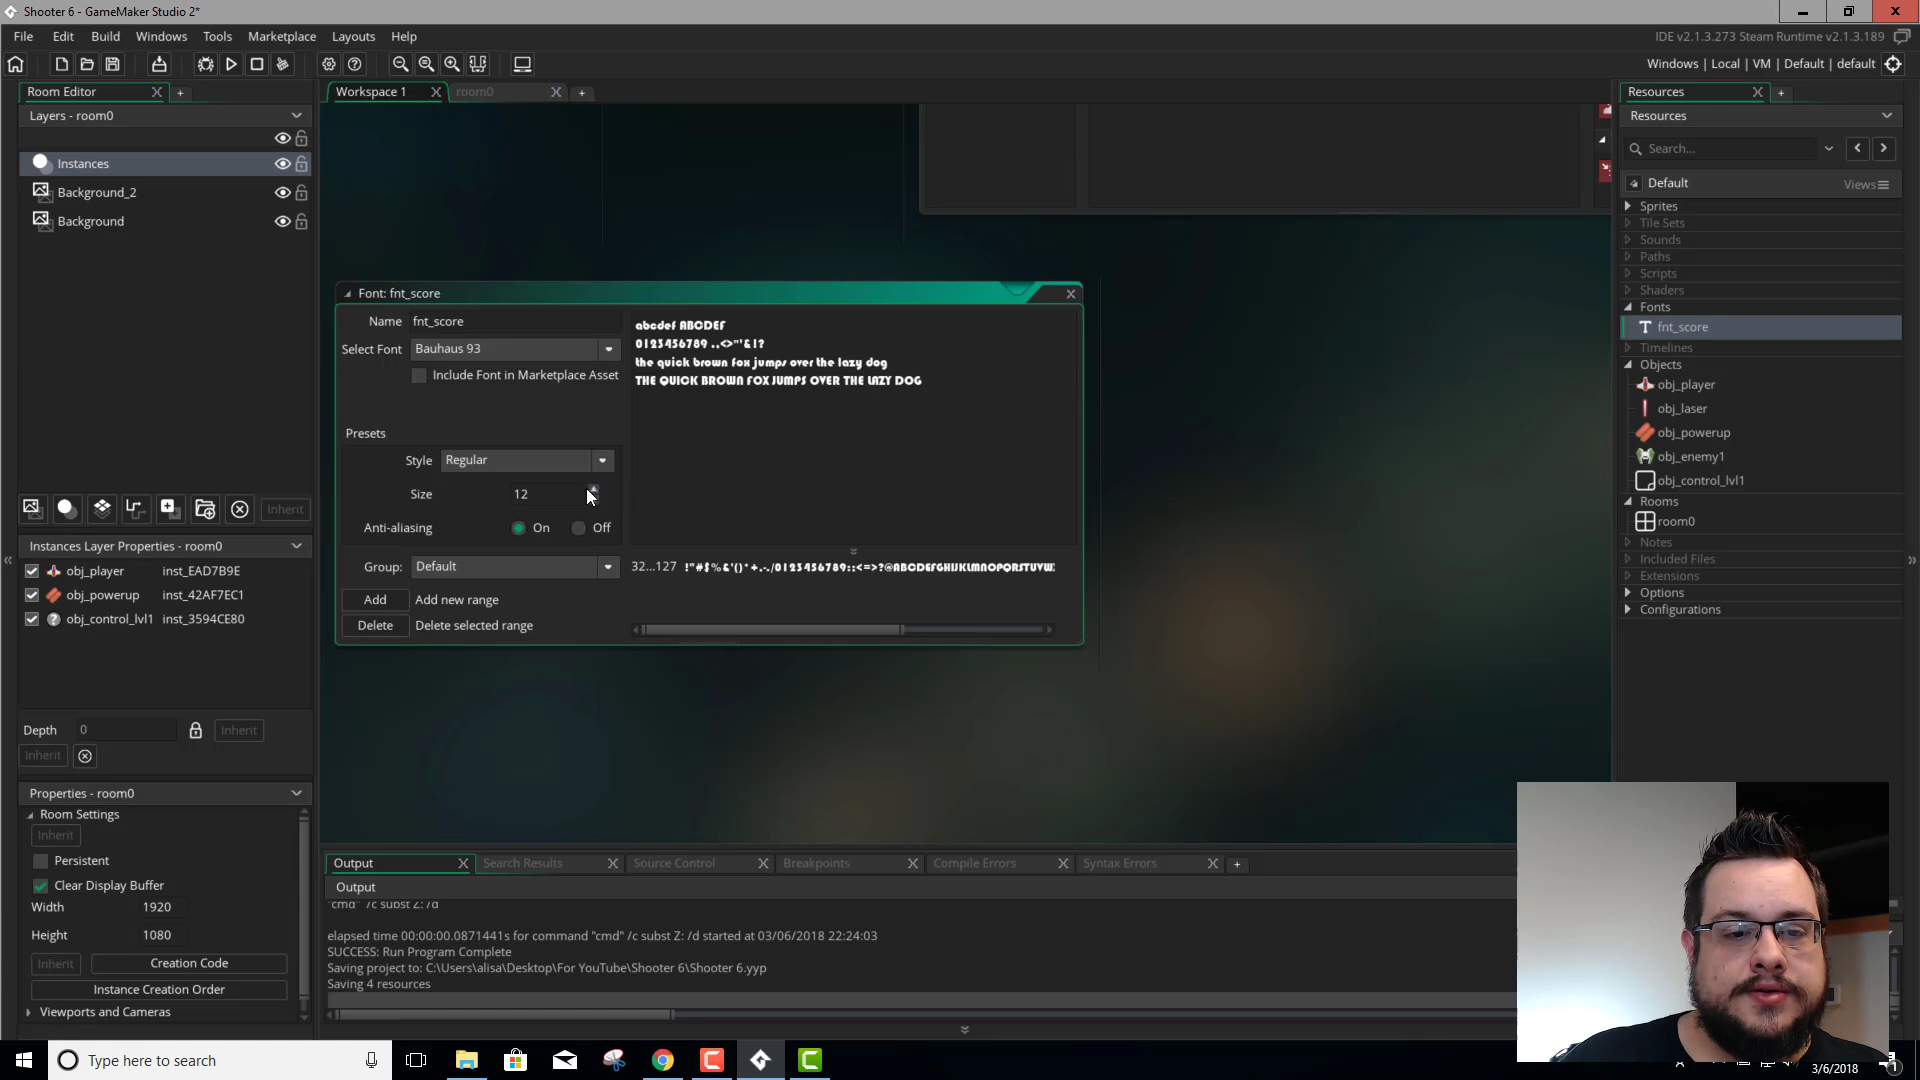 Shooter 6 - GameMaker Studio 2*
File Edit Build Windows Tools Marketplace Layouts Help
IDE v2.1.3.273 Steam Runtime v2.1.3.189
Windows | Local | VM | Default | default
Room Editor
Workspace 1
room0
Resources
Layers - room0
Resources
Search...
Instances
Default
Views
Background_2
Background
Sprites
Tile Sets
Sounds
Paths
Scripts
Shaders
Fonts
fnt_score
Timelines
Objects
obj_player
obj_laser
obj_powerup
obj_enemy1
obj_control_lvl1
Rooms
room0
Notes
Included Files
Extensions
Options
Configurations
Font: fnt_score
Name fnt_score
Select Font Bauhaus 93
Include Font in Marketplace Asset
abcdef ABCDEF
0123456789 .,<>"'&!?
the quick brown fox jumps over the lazy dog
THE QUICK BROWN FOX JUMPS OVER THE LAZY DOG
Presets
Style Regular
Size 12
Anti-aliasing On Off
Group: Default
32...127 !"#$%&'()*+,-./0123456789:;<=>?@ABCDEFGHIJKLMNOPQRSTUVW
Add Add new range
Delete Delete selected range
Inherit
Instances Layer Properties - room0
obj_player inst_EAD7B9E
obj_powerup inst_42AF7EC1
obj_control_lvl1 inst_3594CE80
Depth 0 Inherit
Inherit
Properties - room0
Room Settings
Inherit
Persistent
Clear Display Buffer
Width 1920
Height 1080
Inherit Creation Code
Instance Creation Order
Viewports and Cameras
Output Search Results Source Control Breakpoints Compile Errors Syntax Errors
Output
"cmd" /c subst Z: /d
elapsed time 00:00:00.0871441s for command "cmd" /c subst Z: /d started at 03/06/2018 22:24:03
SUCCESS: Run Program Complete
Saving project to: C:\Users\alisa\Desktop\For YouTube\Shooter 6\Shooter 6.yyp
Saving 4 resources
Type here to search
3/6/2018
1